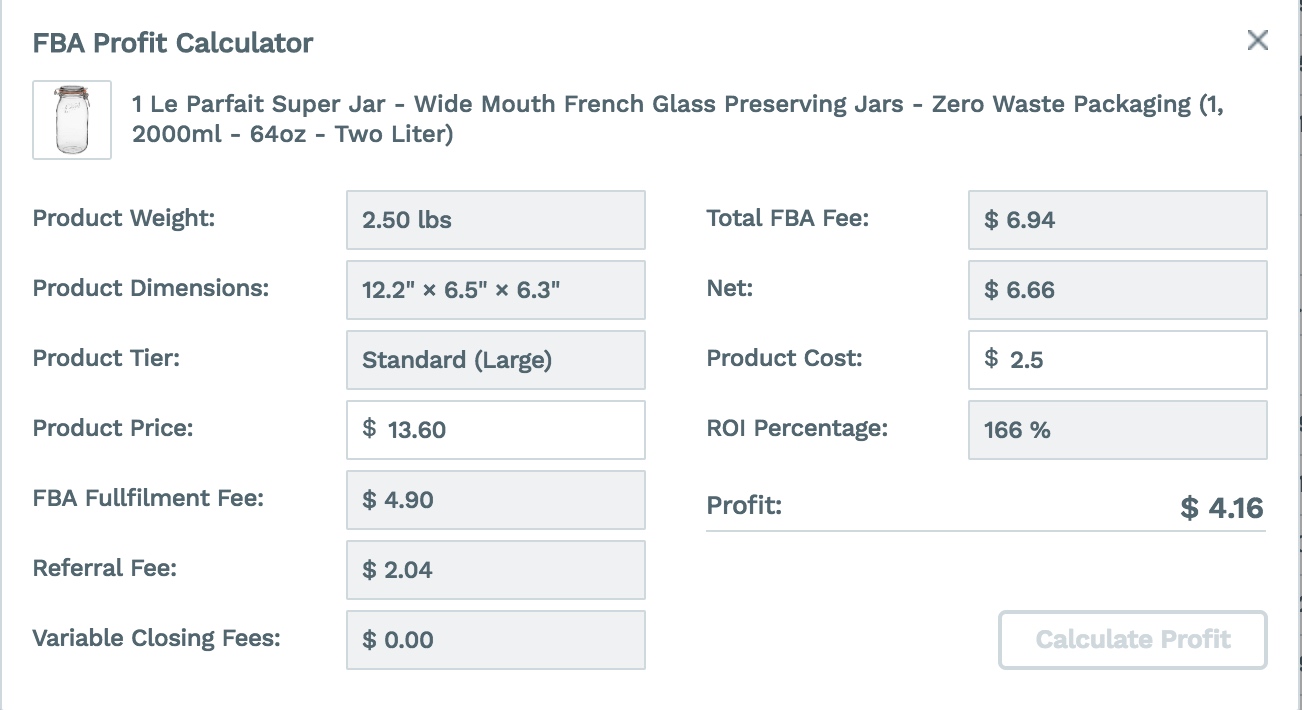 FBA Profit Calculator
1 Le Parfait Super Jar - Wide Mouth French Glass Preserving Jars - Zero Waste Packaging (1,
2000ml - 64oz - Two Liter)
Product Weight:
2.50 lbs
Product Dimensions:
12.2" × 6.5" × 6.3"
Product Tier:
Standard (Large)
Product Price:
$ 13.60
FBA Fullfilment Fee:
$ 4.90
Referral Fee:
$ 2.04
Variable Closing Fees:
$ 0.00
Total FBA Fee:
$ 6.94
Net:
$ 6.66
Product Cost:
$ 2.5
ROI Percentage:
166 %
Profit:
$ 4.16
Calculate Profit